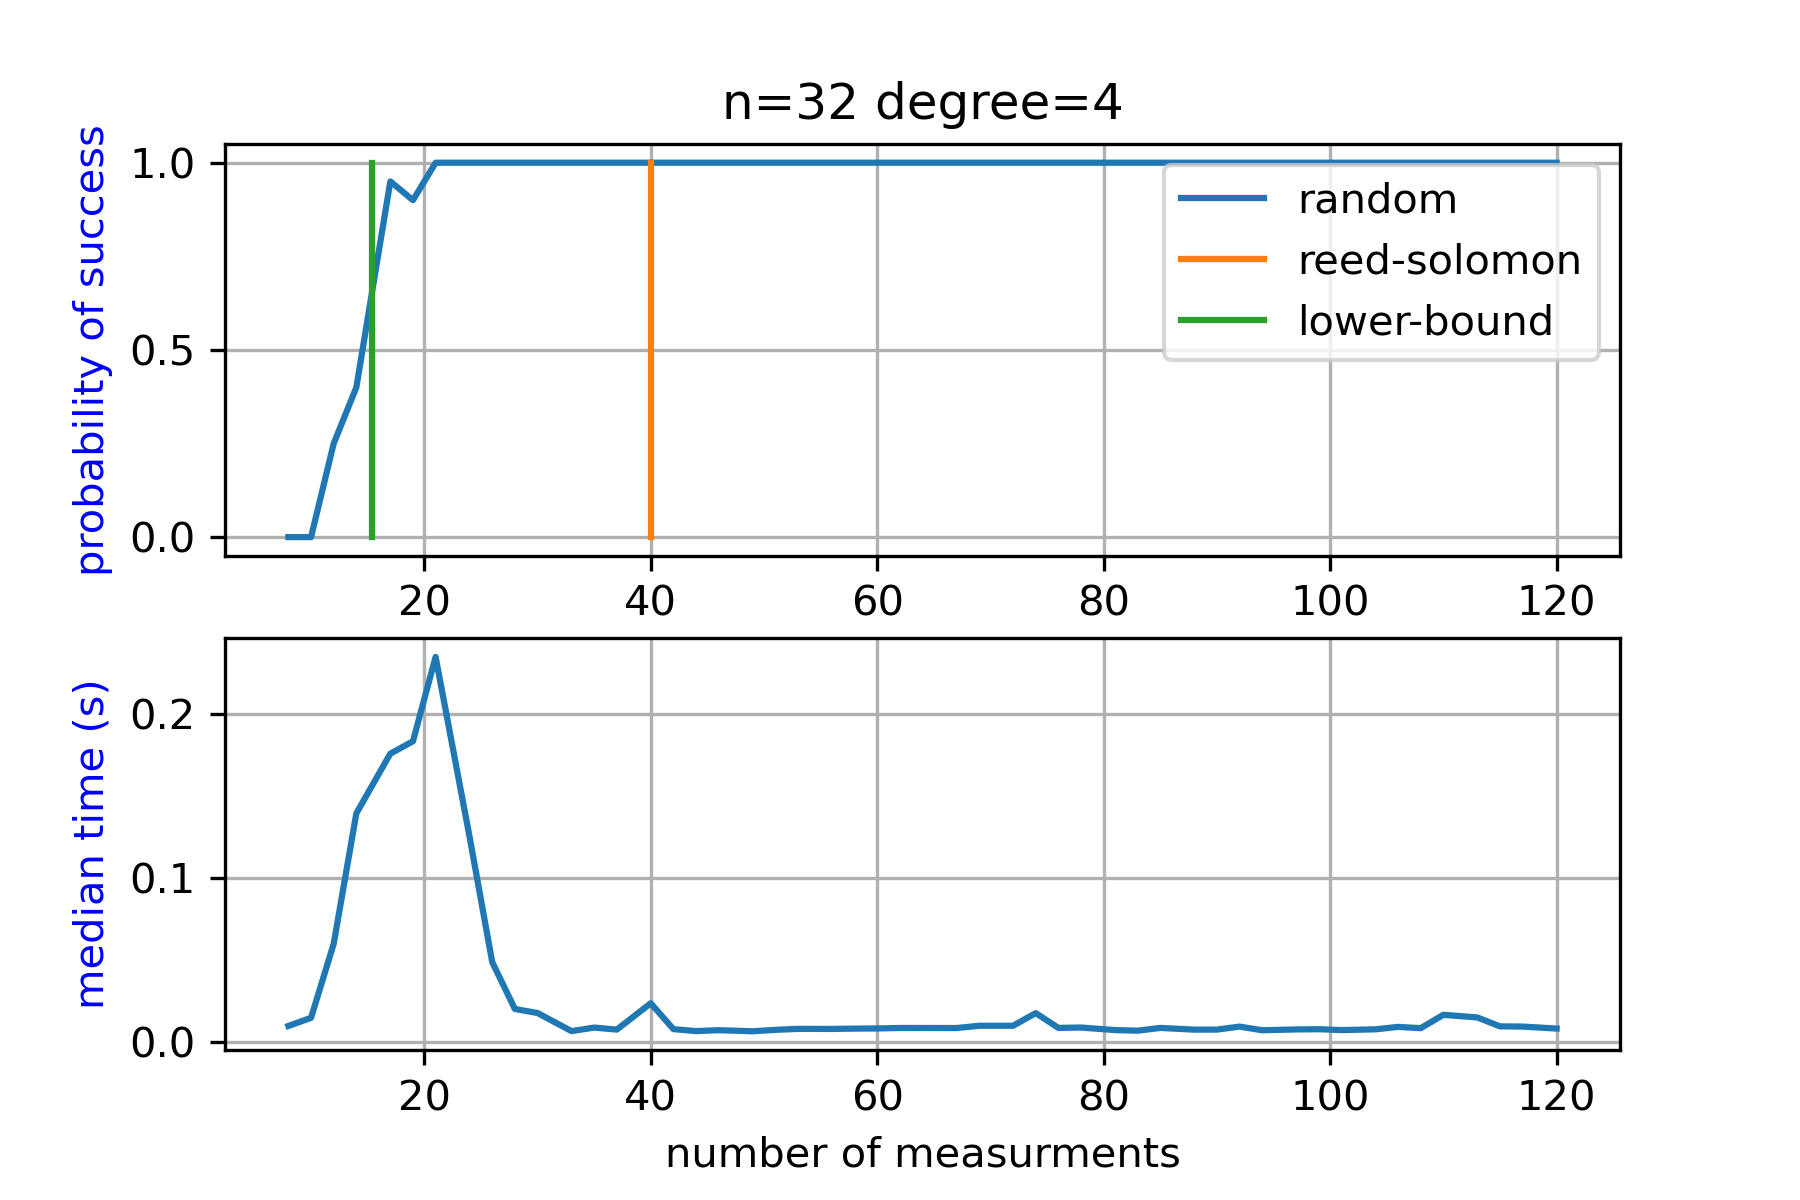 n=32 degree=4
probability of success
1.0
0.5
0.0
random
reed-solomon
lower-bound
20 40 60 80 100 120
median time (s)
0.2
0.1
0.0
20 40 60 80 100 120
number of measurments